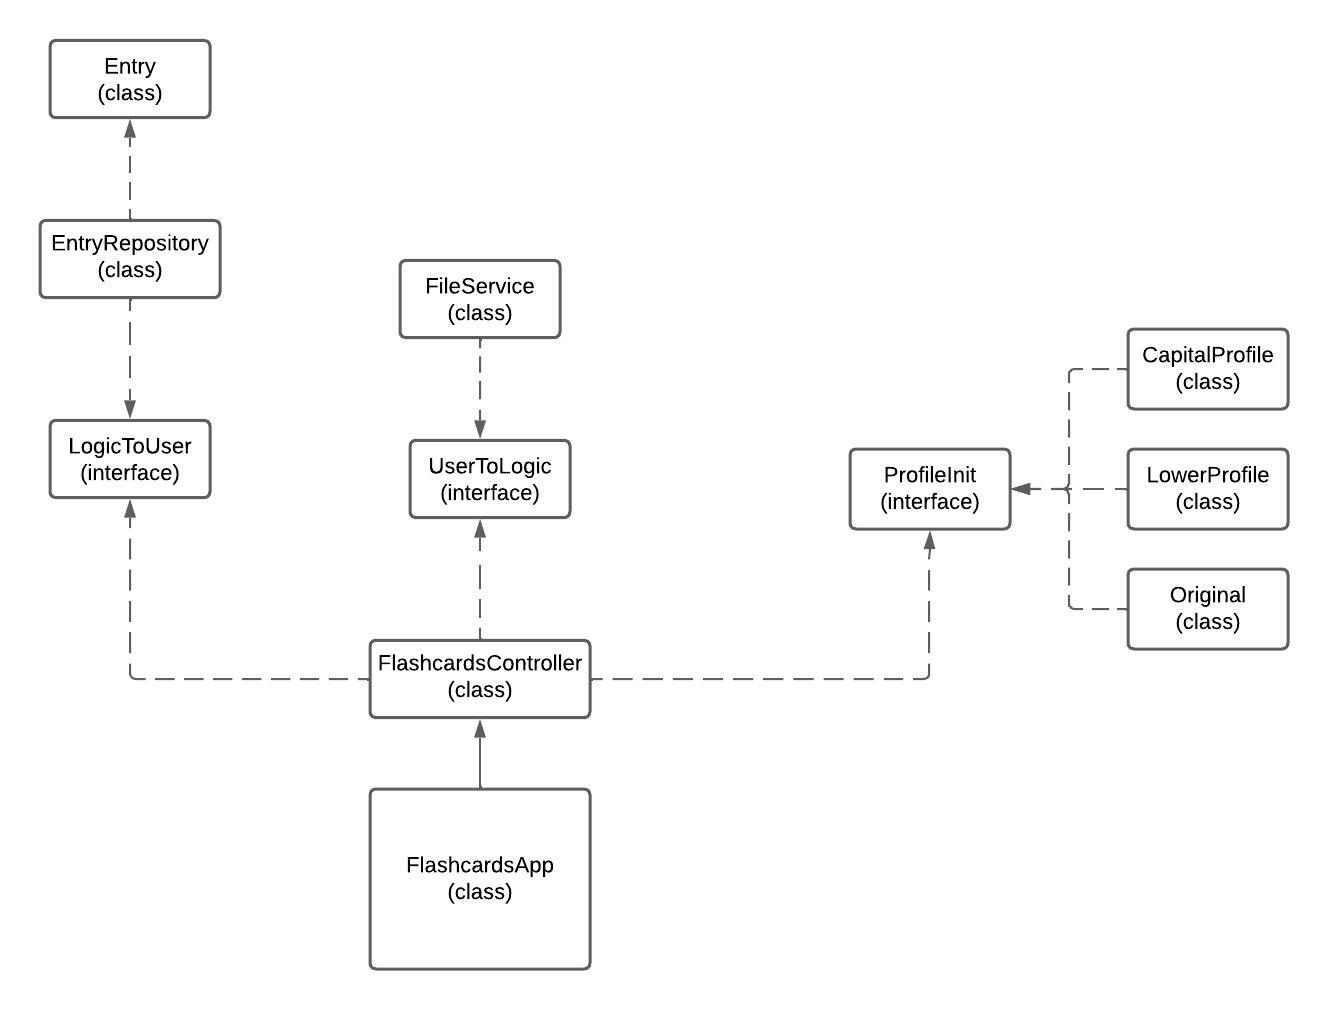 Entry
(class)
EntryRepository
(class)
FileService
(class)
CapitalProfile
(class)
LogicToUser
(interface)
UserToLogic
(interface)
ProfileInit
(interface)
LowerProfile
(class)
Original
(class)
FlashcardsController
(class)
FlashcardsApp
(class)